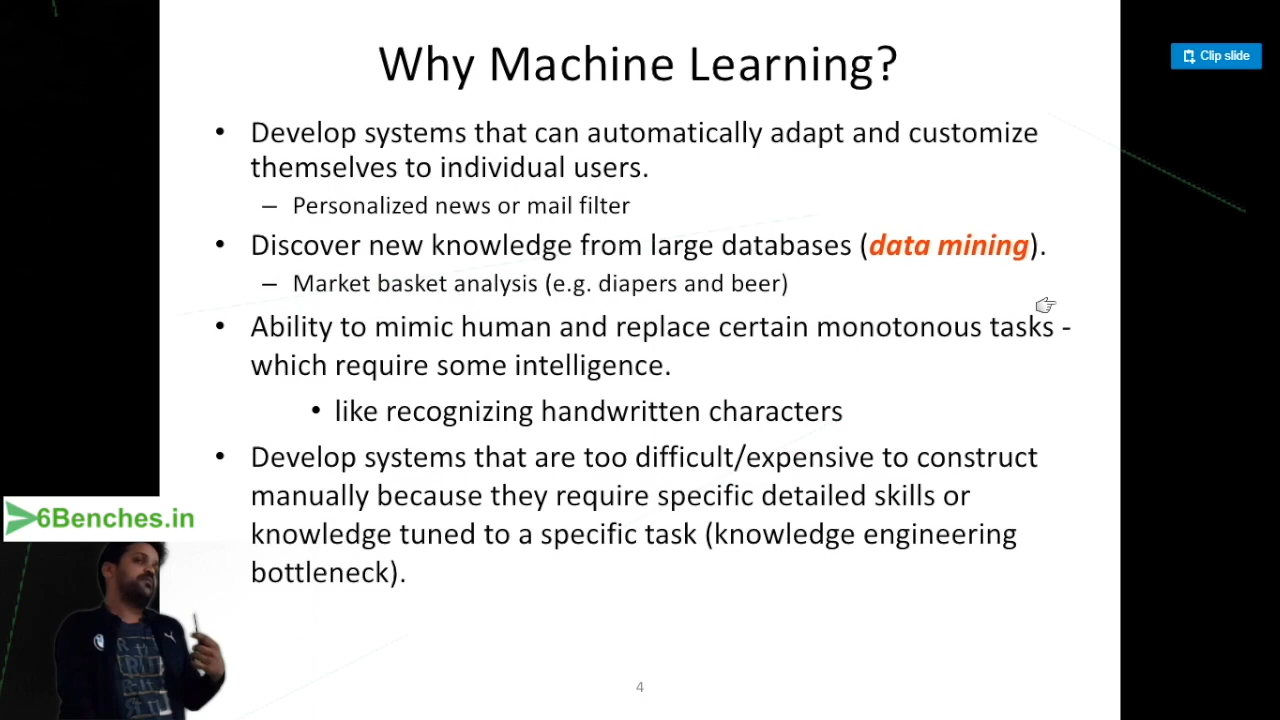 Why Machine Learning?
Clip slide
• Develop systems that can automatically adapt and customize
themselves to individual users.
– Personalized news or mail filter
• Discover new knowledge from large databases (data mining).
– Market basket analysis (e.g. diapers and beer)
• Ability to mimic human and replace certain monotonous tasks -
which require some intelligence.
• like recognizing handwritten characters
• Develop systems that are too difficult/expensive to construct
manually because they require specific detailed skills or
knowledge tuned to a specific task (knowledge engineering
bottleneck).
6Benches.in
4